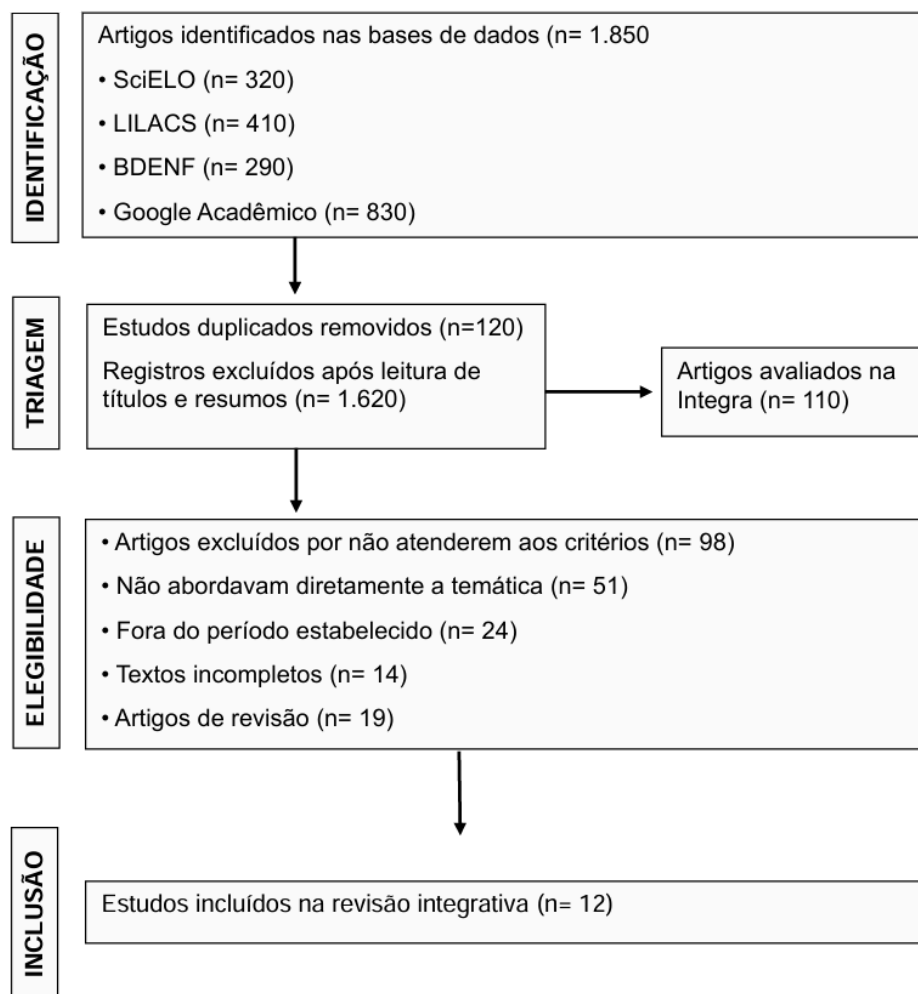 IDENTIFICAÇÃO
Artigos identificados nas bases de dados (n= 1.850
• SciELO (n= 320)
• LILACS (n= 410)
• BDENF (n= 290)
• Google Acadêmico (n= 830)
TRIAGEM
Estudos duplicados removidos (n=120)
Registros excluídos após leitura de
títulos e resumos (n= 1.620)
Artigos avaliados na
Integra (n= 110)
ELEGIBILIDADE
• Artigos excluídos por não atenderem aos critérios (n= 98)
• Não abordavam diretamente a temática (n= 51)
• Fora do período estabelecido (n= 24)
• Textos incompletos (n= 14)
• Artigos de revisão (n= 19)
INCLUSÃO
Estudos incluídos na revisão integrativa (n= 12)